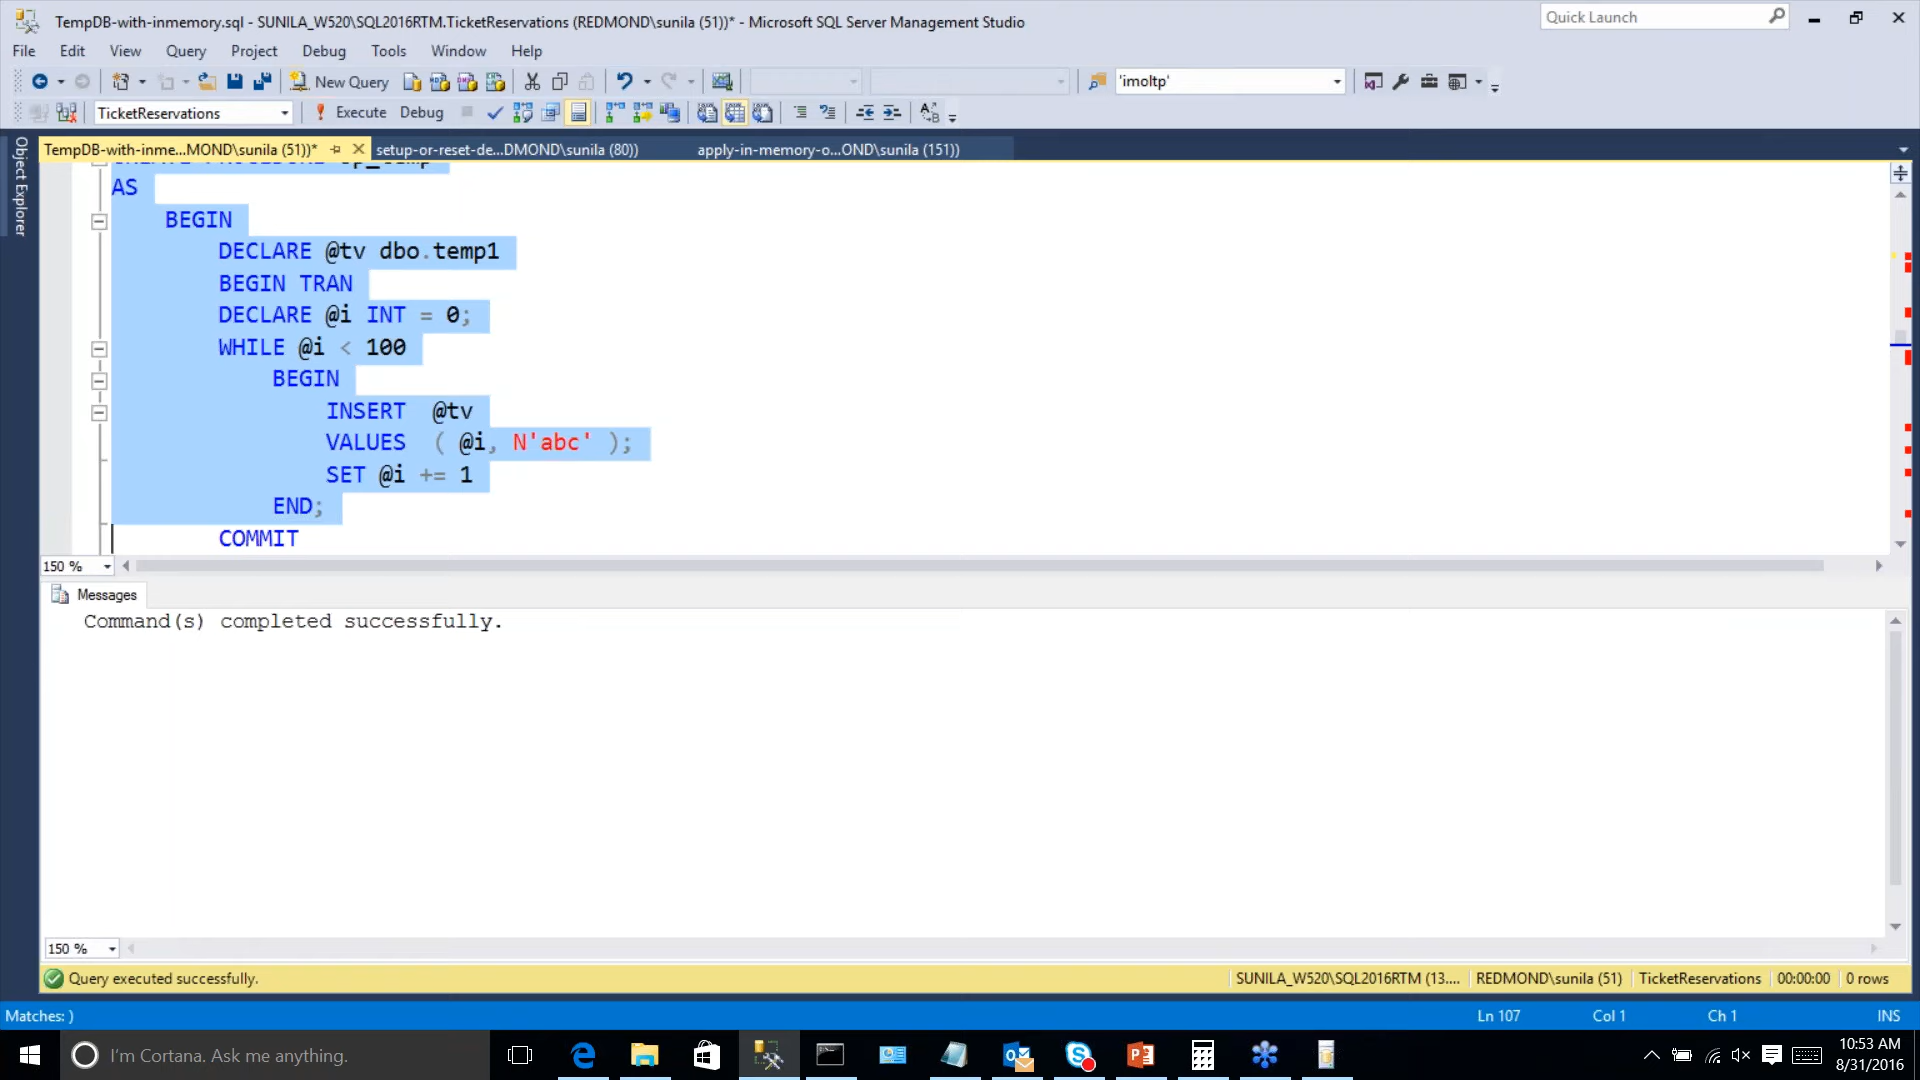 TempDB-with-inmemory.sql - SUNILA_W520\SQL2016RTM.TicketReservations (REDMOND\sunila (51))* - Microsoft SQL Server Management Studio
Quick Launch
File Edit View Query Project Debug Tools Window Help
New Query
'imoltp'
TicketReservations
Execute Debug
Object Explorer
TempDB-with-inme...MOND\sunila (51))* setup-or-reset-de...DMOND\sunila (80)) apply-in-memory-o...OND\sunila (151))
CREATE PROCEDURE sp_temp
AS
BEGIN
DECLARE @tv dbo.temp1
BEGIN TRAN
DECLARE @i INT = 0;
WHILE @i < 100
BEGIN
INSERT @tv
VALUES ( @i, N'abc' );
SET @i += 1
END;
COMMIT
150 %
Messages
Command(s) completed successfully.
150 %
Query executed successfully. SUNILA_W520\SQL2016RTM (13.... REDMOND\sunila (51) TicketReservations 00:00:00 0 rows
Matches: ) Ln 107 Col 1 Ch 1 INS
I'm Cortana. Ask me anything.
10:53 AM
8/31/2016